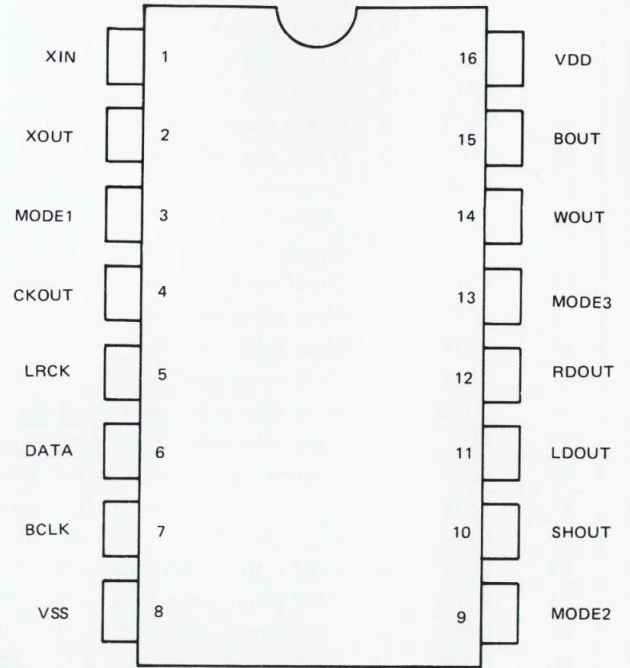 XIN 1 16 VDD
XOUT 2 15 BOUT
MODE1 3 14 WOUT
CKOUT 4 13 MODE3
LRCK 5 12 RDOUT
DATA 6 11 LDOUT
BCLK 7 10 SHOUT
VSS 8 9 MODE2